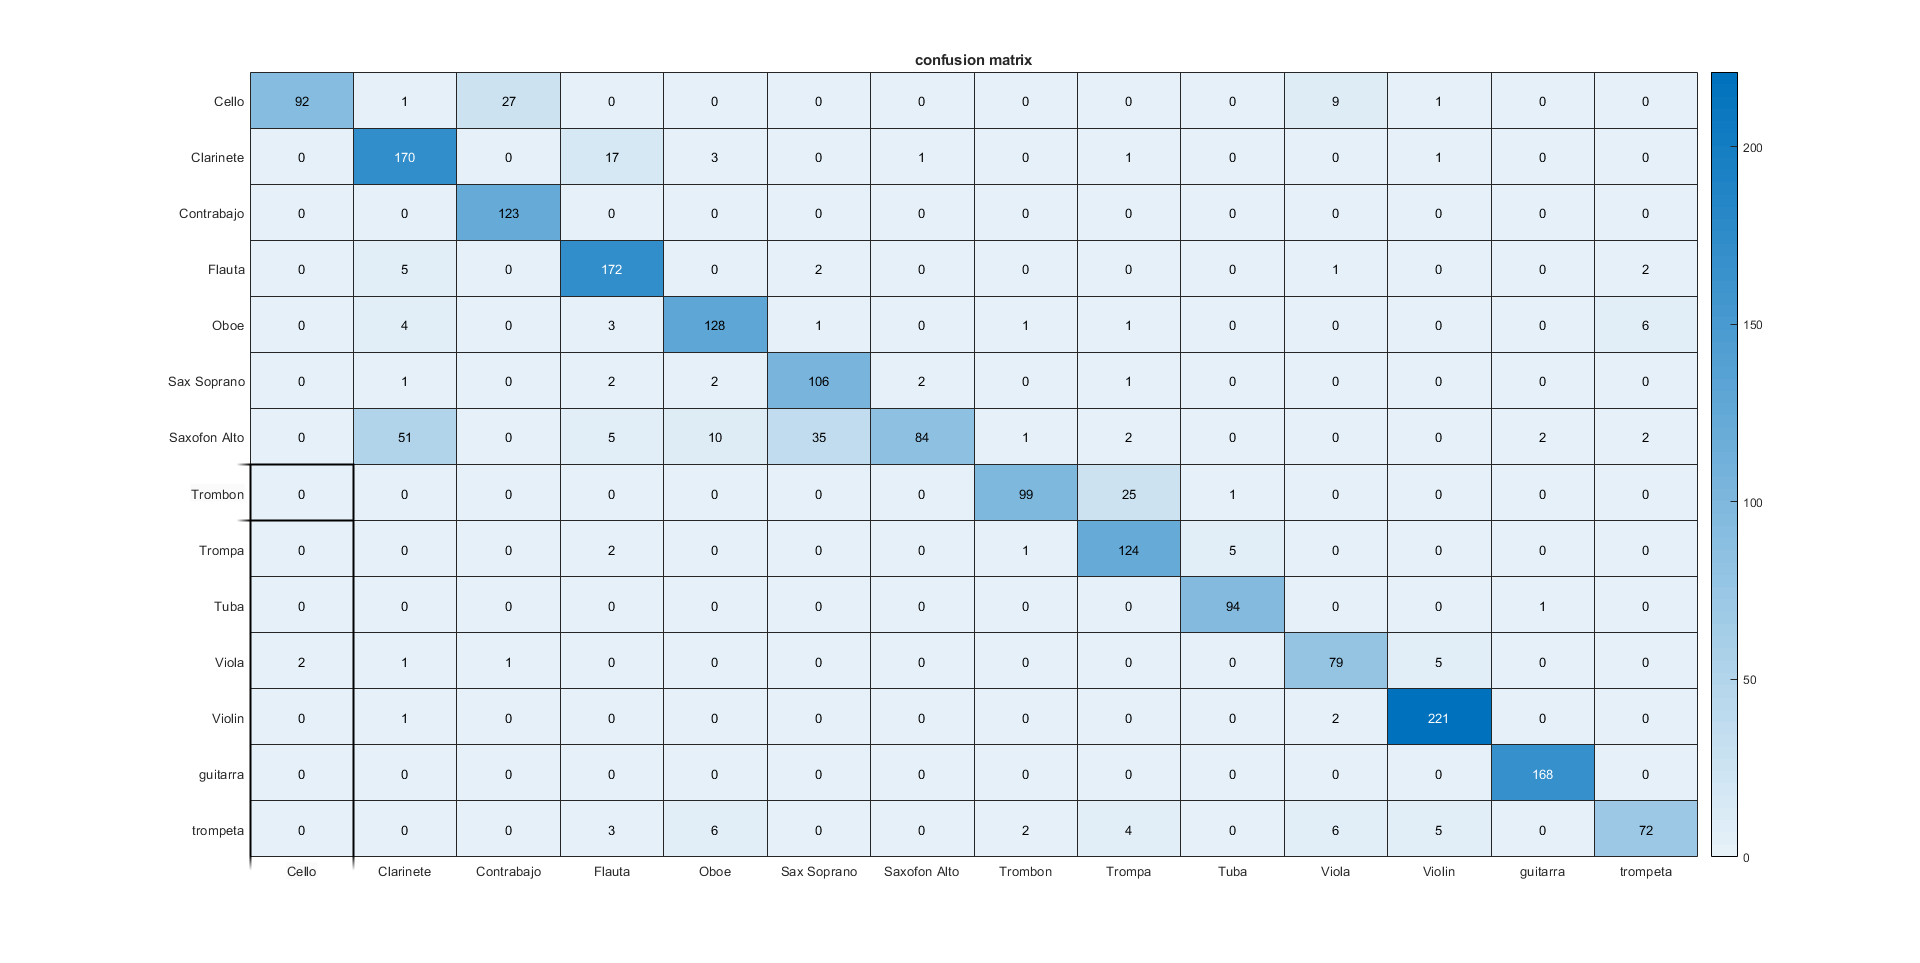 confusion matrix
Cello 92 1 27 0 0 0 0 0 0 0 9 1 0 0
Clarinete 0 170 0 17 3 0 1 0 1 0 0 1 0 0
200
Contrabajo 0 0 123 0 0 0 0 0 0 0 0 0 0 0
Flauta 0 5 0 172 0 2 0 0 0 0 1 0 0 2
Oboe 0 4 0 3 128 1 0 1 1 0 0 0 0 6
150
Sax Soprano 0 1 0 2 2 106 2 0 1 0 0 0 0 0
Saxofon Alto 0 51 0 5 10 35 84 1 2 0 0 0 2 2
Trombon 0 0 0 0 0 0 0 99 25 1 0 0 0 0
100
Trompa 0 0 0 2 0 0 0 1 124 5 0 0 0 0
Tuba 0 0 0 0 0 0 0 0 0 94 0 0 1 0
Viola 2 1 1 0 0 0 0 0 0 0 79 5 0 0
50
Violin 0 1 0 0 0 0 0 0 0 0 2 221 0 0
guitarra 0 0 0 0 0 0 0 0 0 0 0 0 168 0
trompeta 0 0 0 3 6 0 0 2 4 0 6 5 0 72
0
Cello Clarinete Contrabajo Flauta Oboe Sax Soprano Saxofon Alto Trombon Trompa Tuba Viola Violin guitarra trompeta